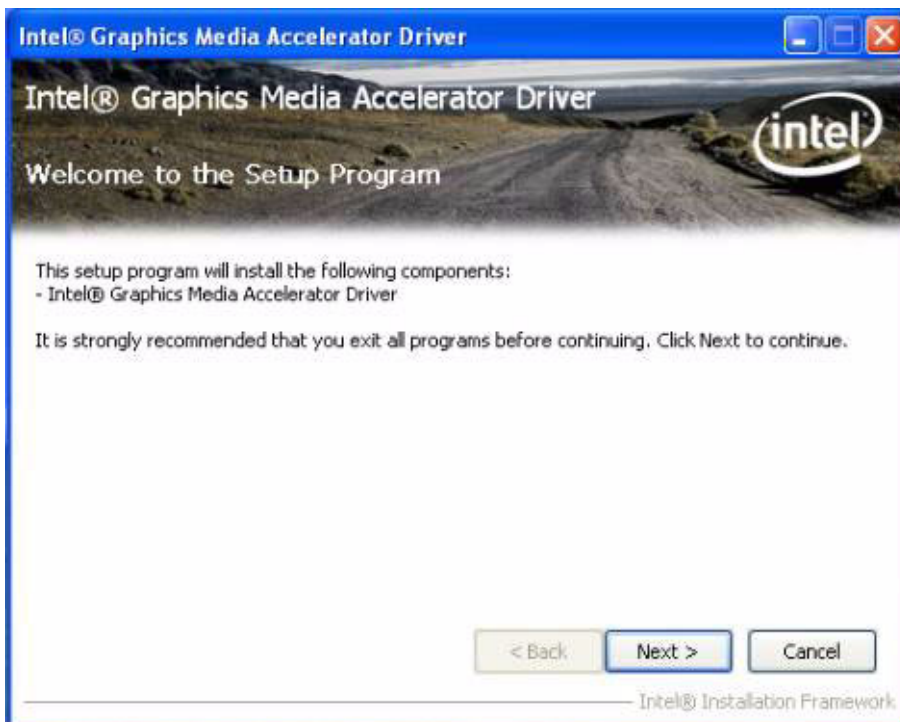 Intel® Graphics Media Accelerator Driver
Intel® Graphics Media Accelerator Driver
intel
Welcome to the Setup Program
This setup program will install the following components:
- Intel® Graphics Media Accelerator Driver
It is strongly recommended that you exit all programs before continuing. Click Next to continue.
< Back
Next >
Cancel
Intel® Installation Framework